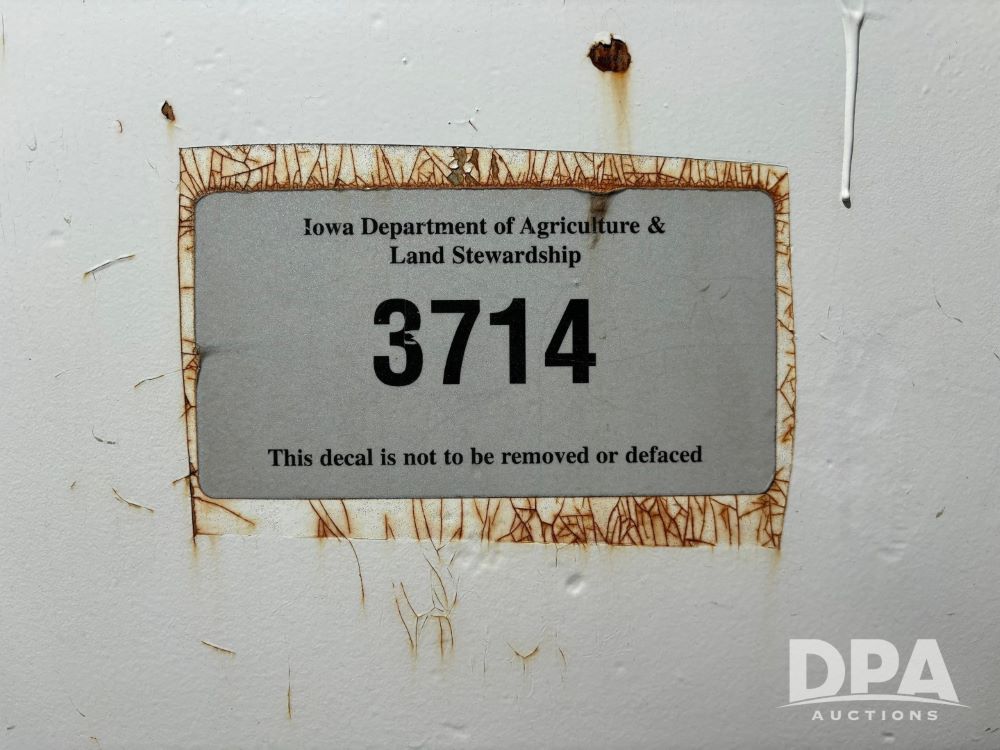 Iowa Department of Agriculture &
Land Stewardship
3714
This decal is not to be removed or defaced
DPA
AUCTIONS